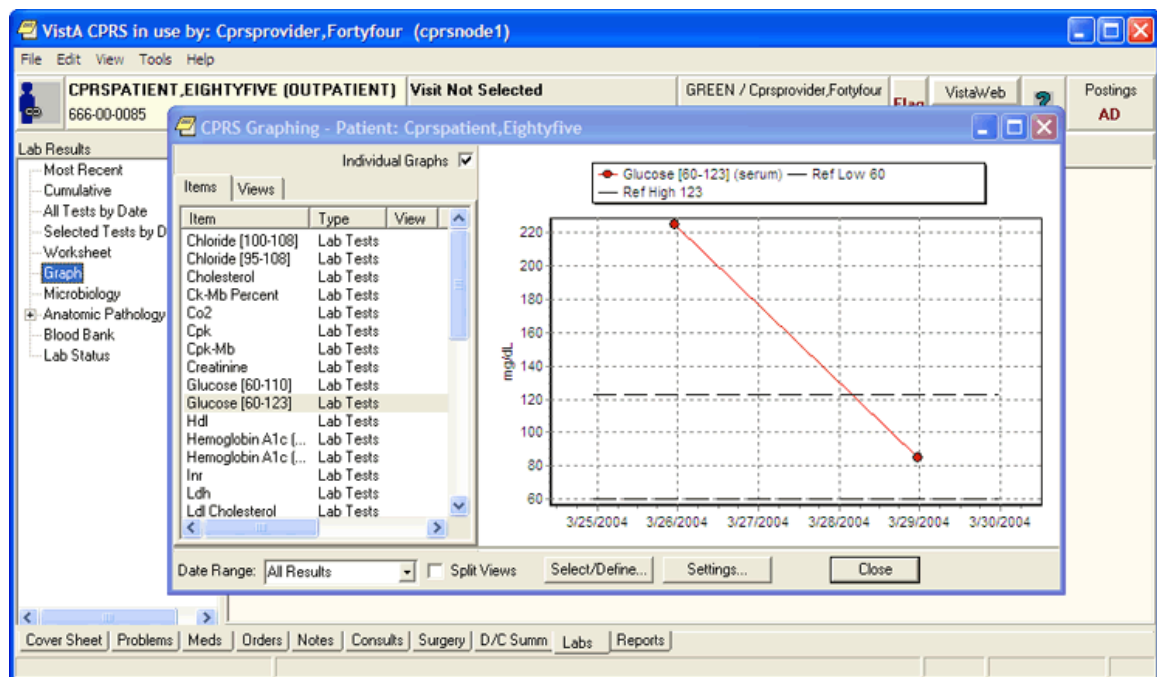 VistA CPRS in use by: Cprsprovider,Fortyfour (cprsnode1)
File Edit View Tools Help
CPRSPATIENT,EIGHTYFIVE (OUTPATIENT) Visit Not Selected GREEN / Cprsprovider,Fortyfour Flag VistaWeb ? Postings
666-00-0085 AD
CPRS Graphing - Patient: Cprspatient,Eightyfive
Lab Results
Most Recent
Cumulative
All Tests by Date
Selected Tests by D
Worksheet
Graph
Microbiology
Anatomic Pathology
Blood Bank
Lab Status
Individual Graphs
Items Views
Item Type View
Chloride [100-108] Lab Tests
Chloride [95-108] Lab Tests
Cholesterol Lab Tests
Ck-Mb Percent Lab Tests
Co2 Lab Tests
Cpk Lab Tests
Cpk-Mb Lab Tests
Creatinine Lab Tests
Glucose [60-110] Lab Tests
Glucose [60-123] Lab Tests
Hdl Lab Tests
Hemoglobin A1c (... Lab Tests
Hemoglobin A1c (... Lab Tests
Inr Lab Tests
Ldh Lab Tests
Ldl Cholesterol Lab Tests
Glucose [60-123] (serum) Ref Low 60
Ref High 123
220
200
180
160
140
120
100
80
60
mg/dL
3/25/2004 3/26/2004 3/27/2004 3/28/2004 3/29/2004 3/30/2004
Date Range: All Results Split Views Select/Define... Settings... Close
Cover Sheet Problems Meds Orders Notes Consults Surgery D/C Summ Labs Reports